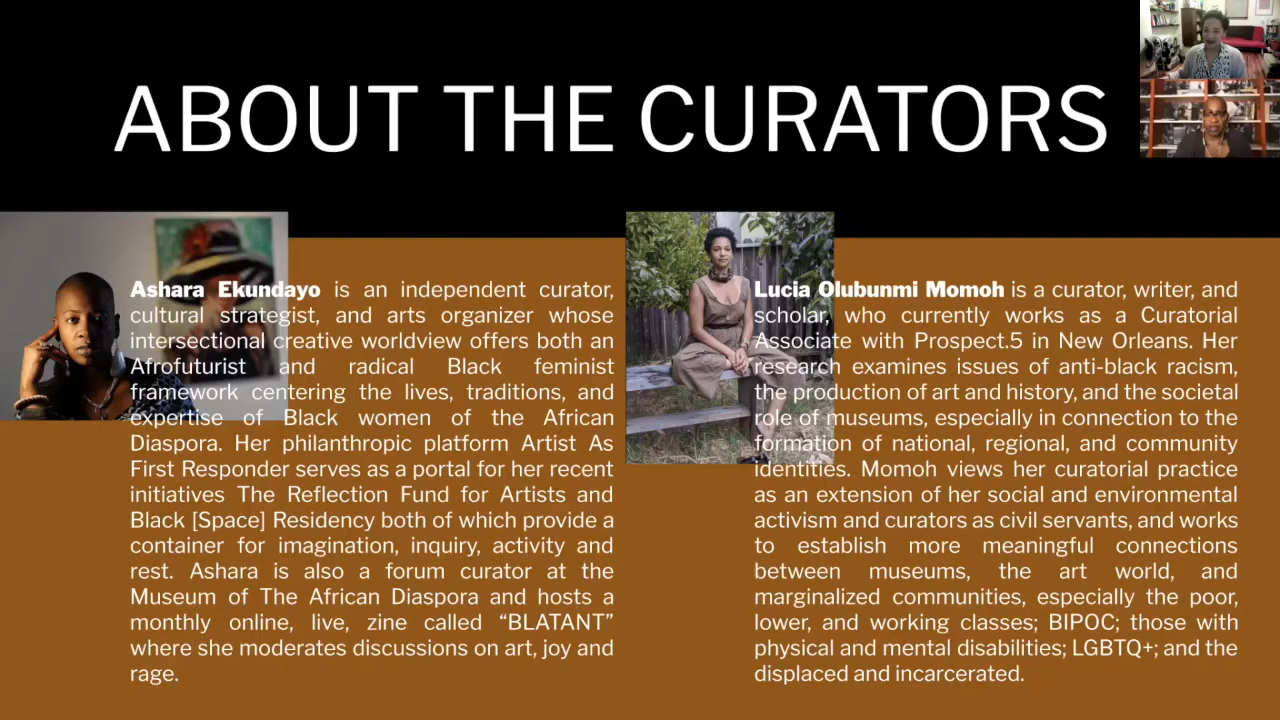 ABOUT THE CURATORS
Ashara Ekundayo is an independent curator,
cultural strategist, and arts organizer whose
intersectional creative worldview offers both an
Afrofuturist and radical Black feminist
framework centering the lives, traditions, and
expertise of Black women of the African
Diaspora. Her philanthropic platform Artist As
First Responder serves as a portal for her recent
initiatives The Reflection Fund for Artists and
Black [Space] Residency both of which provide a
container for imagination, inquiry, activity and
rest. Ashara is also a forum curator at the
Museum of The African Diaspora and hosts a
monthly online, live, zine called “BLATANT”
where she moderates discussions on art, joy and
rage.
Lucia Olubunmi Momoh is a curator, writer, and
scholar, who currently works as a Curatorial
Associate with Prospect.5 in New Orleans. Her
research examines issues of anti-black racism,
the production of art and history, and the societal
role of museums, especially in connection to the
formation of national, regional, and community
identities. Momoh views her curatorial practice
as an extension of her social and environmental
activism and curators as civil servants, and works
to establish more meaningful connections
between museums, the art world, and
marginalized communities, especially the poor,
lower, and working classes; BIPOC; those with
physical and mental disabilities; LGBTQ+; and the
displaced and incarcerated.